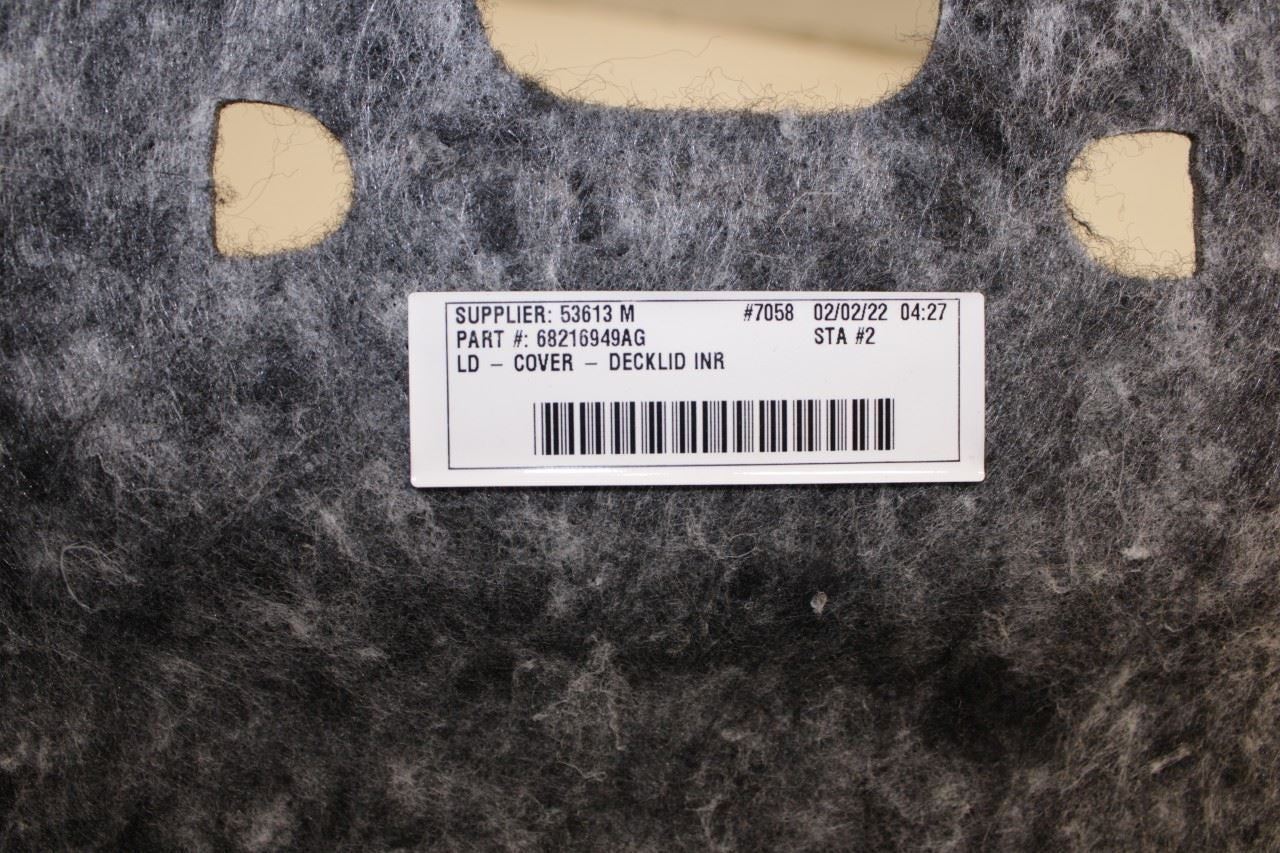 SUPPLIER: 53613 M #7058 02/02/22 04:27
PART #: 68216949AG STA #2
LD - COVER - DECKLID INR